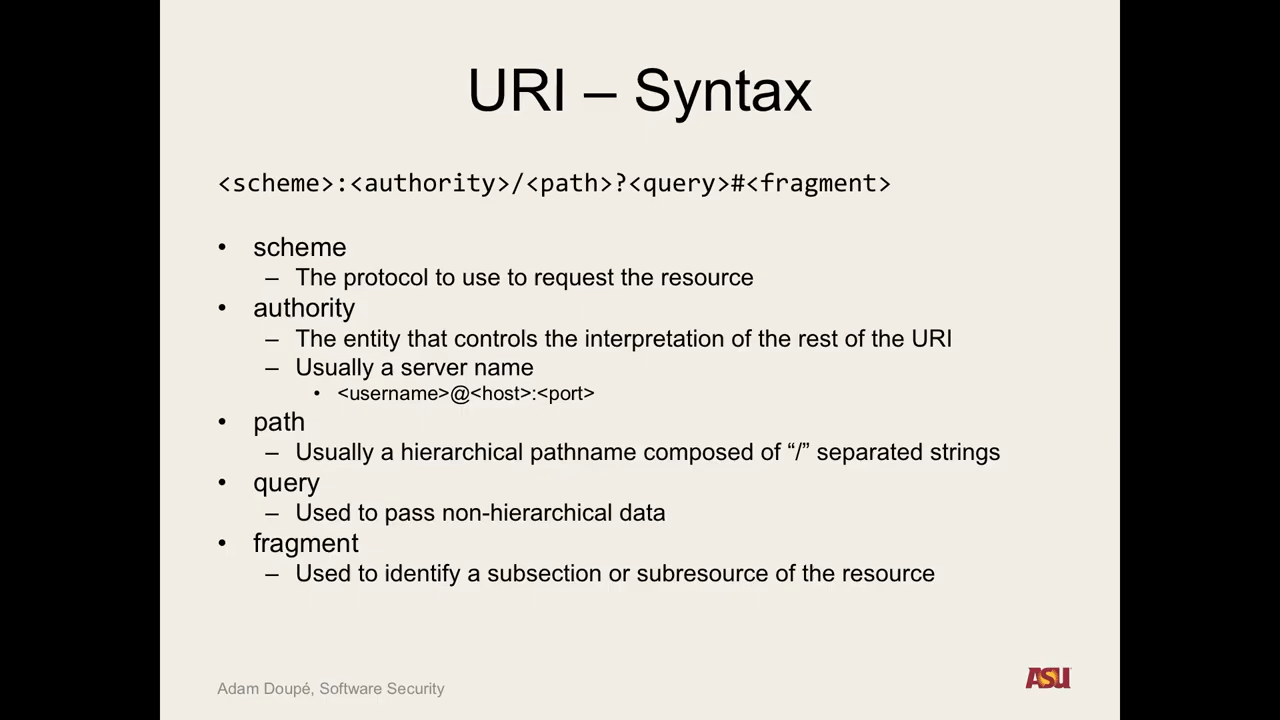 URI – Syntax
<scheme>:<authority>/<path>?<query>#<fragment>
• scheme
– The protocol to use to request the resource
• authority
– The entity that controls the interpretation of the rest of the URI
– Usually a server name
• <username>@<host>:<port>
• path
– Usually a hierarchical pathname composed of “/” separated strings
• query
– Used to pass non-hierarchical data
• fragment
– Used to identify a subsection or subresource of the resource
Adam Doupé, Software Security
ASU